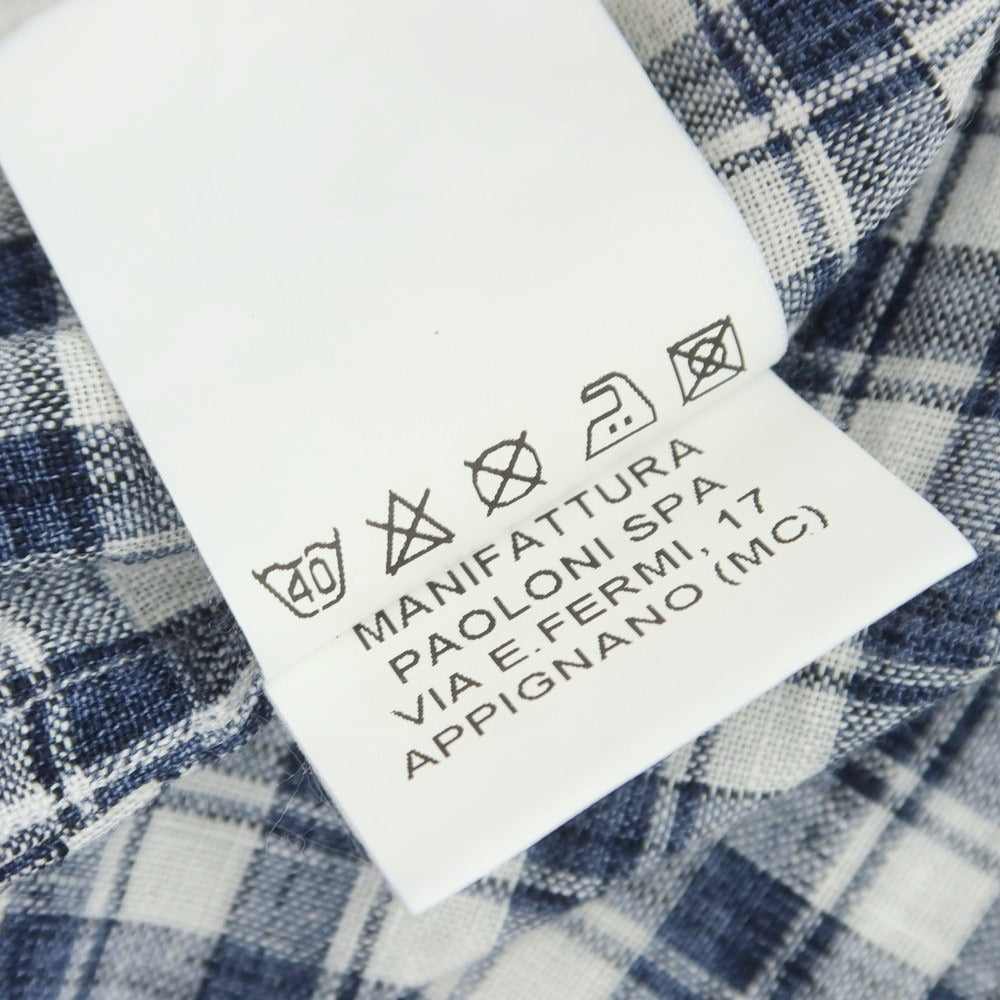 40
MANIFATTURA
PAOLONI SPA
VIA E.FERMI, 17
APPIGNANO (MC)